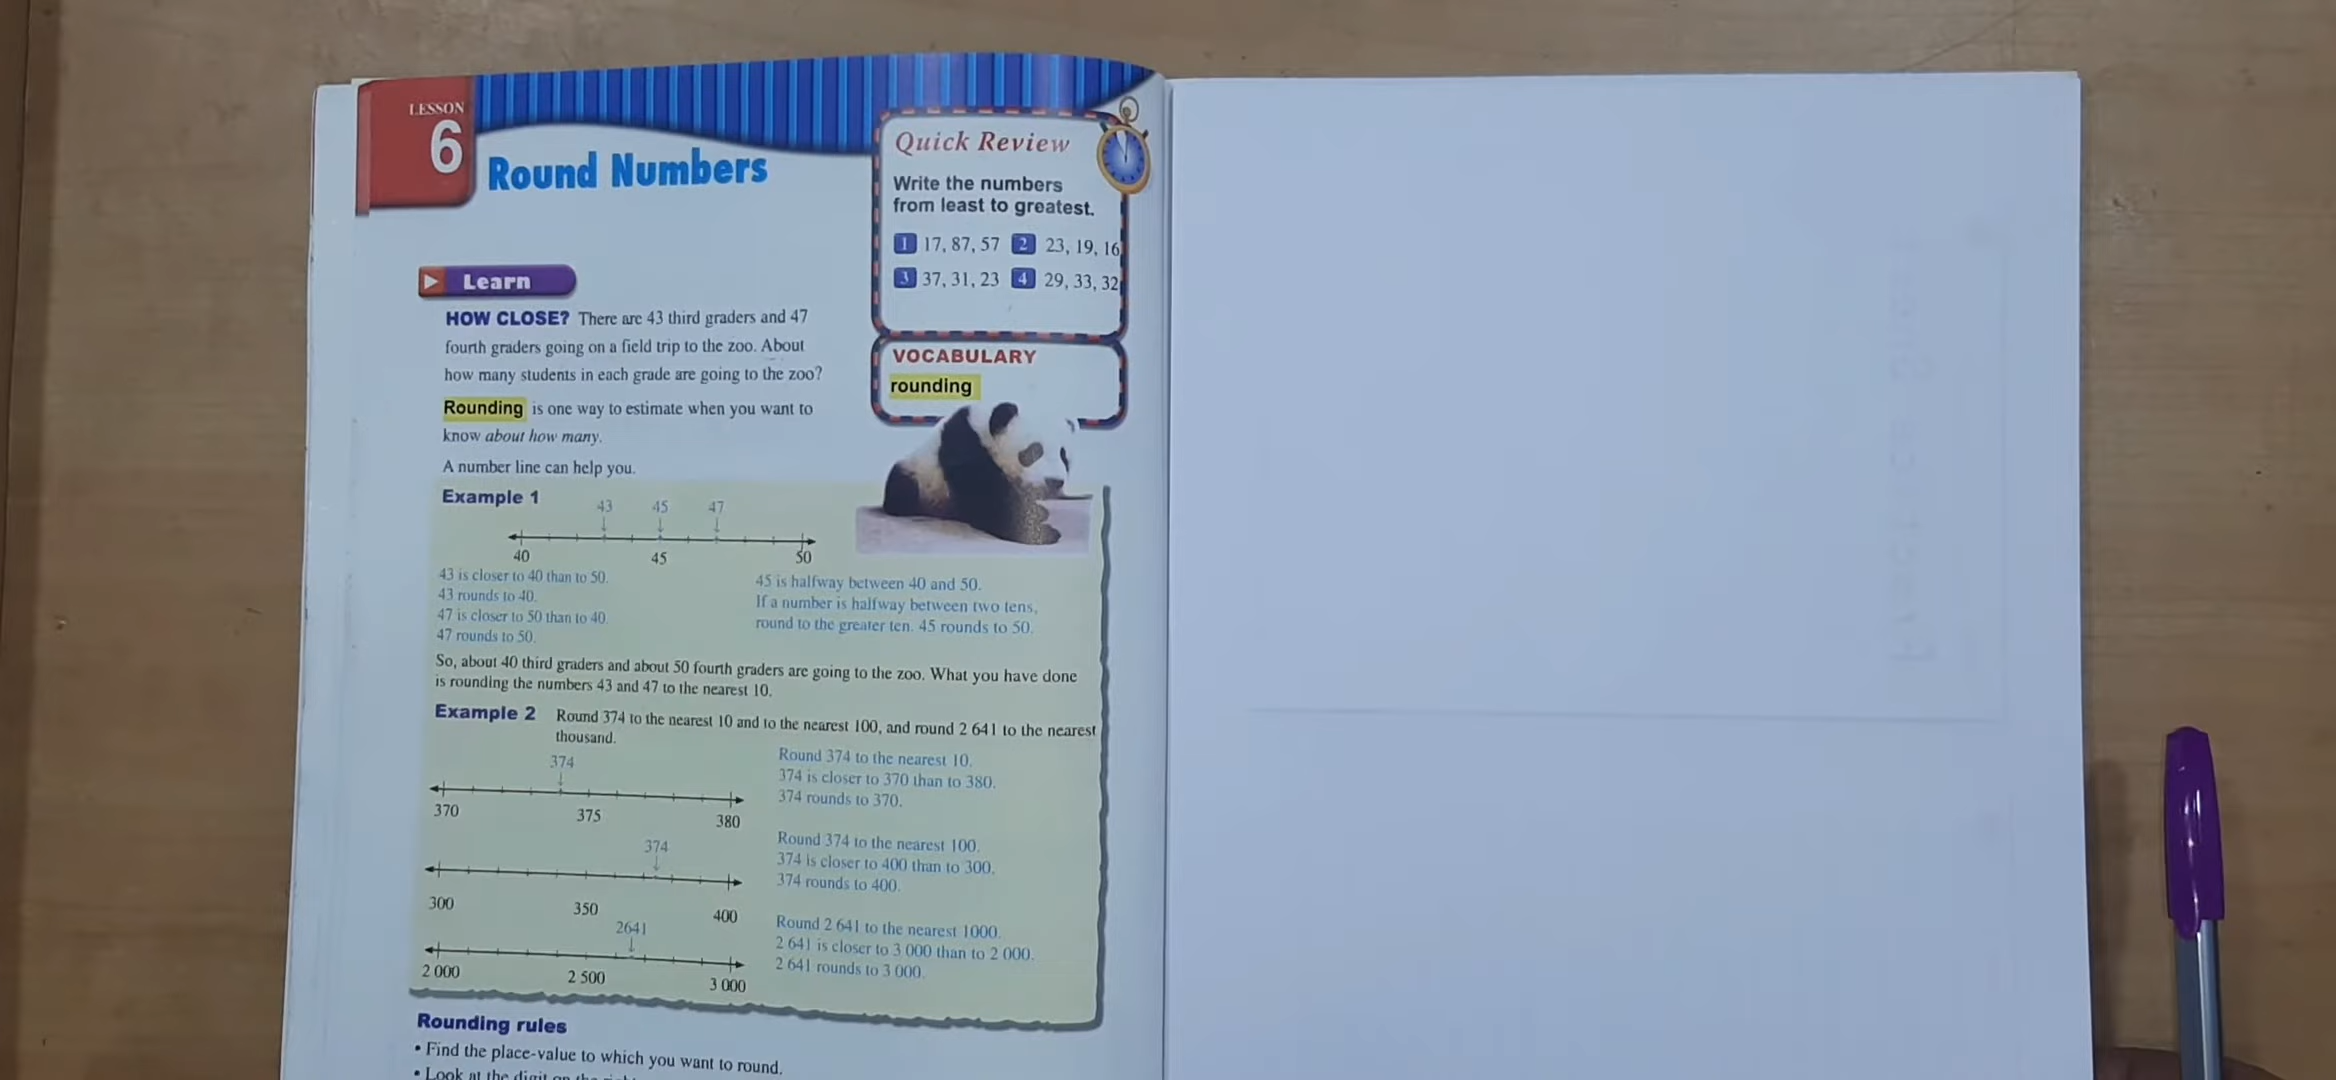 LESSON
6
Round Numbers
Quick Review
Write the numbers
from least to greatest.
1 17, 87, 57 2 23, 19, 16
3 37, 31, 23 4 29, 33, 32
VOCABULARY
rounding
Learn
HOW CLOSE? There are 43 third graders and 47
fourth graders going on a field trip to the zoo. About
how many students in each grade are going to the zoo?
Rounding is one way to estimate when you want to
know about how many.
A number line can help you.
Example 1
43 45 47
40 45 50
43 is closer to 40 than to 50.
43 rounds to 40.
47 is closer to 50 than to 40.
47 rounds to 50.
45 is halfway between 40 and 50.
If a number is halfway between two tens,
round to the greater ten. 45 rounds to 50.
So, about 40 third graders and about 50 fourth graders are going to the zoo. What you have done
is rounding the numbers 43 and 47 to the nearest 10.
Example 2 Round 374 to the nearest 10 and to the nearest 100, and round 2 641 to the nearest
thousand.
374
370 375 380
Round 374 to the nearest 10.
374 is closer to 370 than to 380.
374 rounds to 370.
374
300 350 400
Round 374 to the nearest 100.
374 is closer to 400 than to 300.
374 rounds to 400.
2641
2 000 2 500 3 000
Round 2 641 to the nearest 1000.
2 641 is closer to 3 000 than to 2 000.
2 641 rounds to 3 000.
Rounding rules
• Find the place-value to which you want to round.
• Look at the digit on the